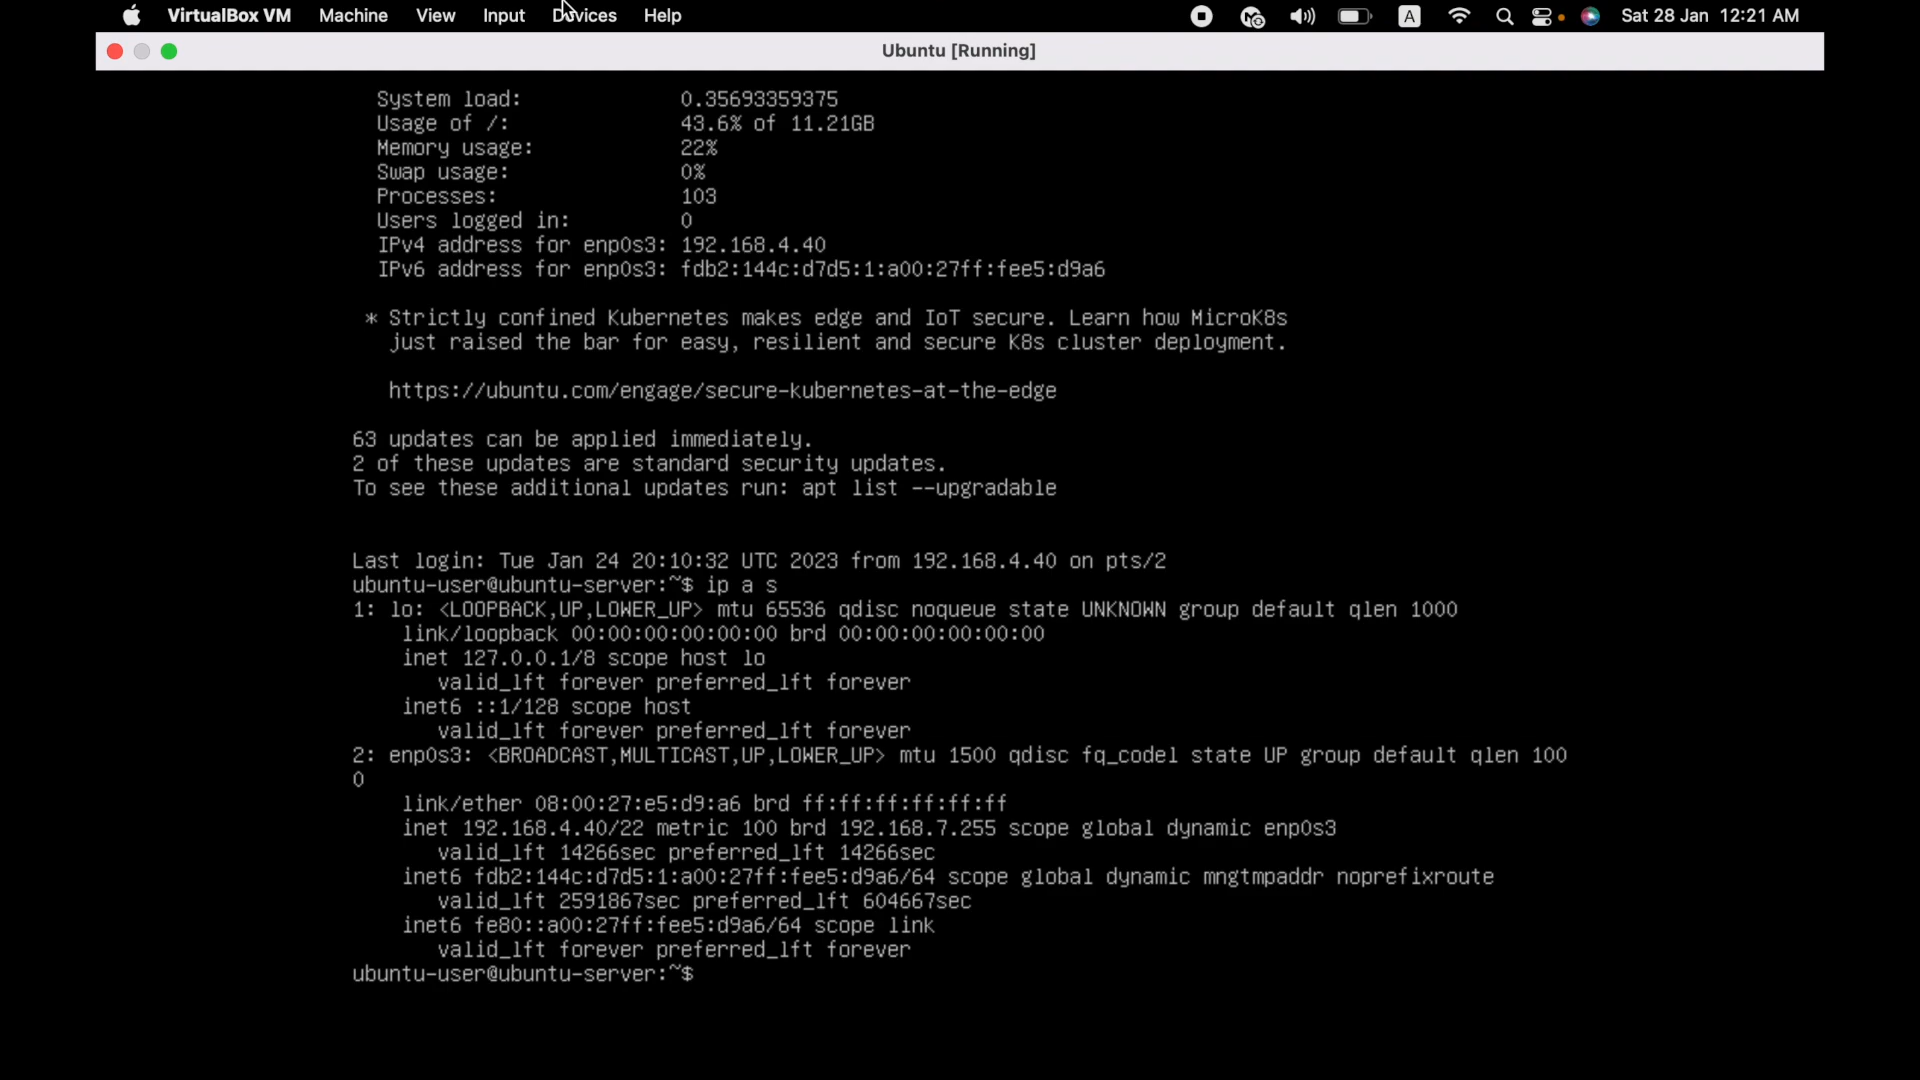 VirtualBox VM Machine View Input Devices Help A Sat 28 Jan 12:21 AM
Ubuntu [Running]
System load: 0.35693359375
Usage of /: 43.6% of 11.21GB
Memory usage: 22%
Swap usage: 0%
Processes: 103
Users logged in: 0
IPv4 address for enp0s3: 192.168.4.40
IPv6 address for enp0s3: fdb2:144c:d7d5:1:a00:27ff:fee5:d9a6
* Strictly confined Kubernetes makes edge and IoT secure. Learn how MicroK8s
just raised the bar for easy, resilient and secure K8s cluster deployment.
https://ubuntu.com/engage/secure-kubernetes-at-the-edge
63 updates can be applied immediately.
2 of these updates are standard security updates.
To see these additional updates run: apt list --upgradable
Last login: Tue Jan 24 20:10:32 UTC 2023 from 192.168.4.40 on pts/2
ubuntu-user@ubuntu-server:~$ ip a s
1: lo: <LOOPBACK,UP,LOWER_UP> mtu 65536 qdisc noqueue state UNKNOWN group default qlen 1000
link/loopback 00:00:00:00:00:00 brd 00:00:00:00:00:00
inet 127.0.0.1/8 scope host lo
valid_lft forever preferred_lft forever
inet6 ::1/128 scope host
valid_lft forever preferred_lft forever
2: enp0s3: <BROADCAST,MULTICAST,UP,LOWER_UP> mtu 1500 qdisc fq_codel state UP group default qlen 100
0
link/ether 08:00:27:e5:d9:a6 brd ff:ff:ff:ff:ff:ff
inet 192.168.4.40/22 metric 100 brd 192.168.7.255 scope global dynamic enp0s3
valid_lft 14266sec preferred_lft 14266sec
inet6 fdb2:144c:d7d5:1:a00:27ff:fee5:d9a6/64 scope global dynamic mngtmpaddr noprefixroute
valid_lft 2591867sec preferred_lft 604667sec
inet6 fe80::a00:27ff:fee5:d9a6/64 scope link
valid_lft forever preferred_lft forever
ubuntu-user@ubuntu-server:~$